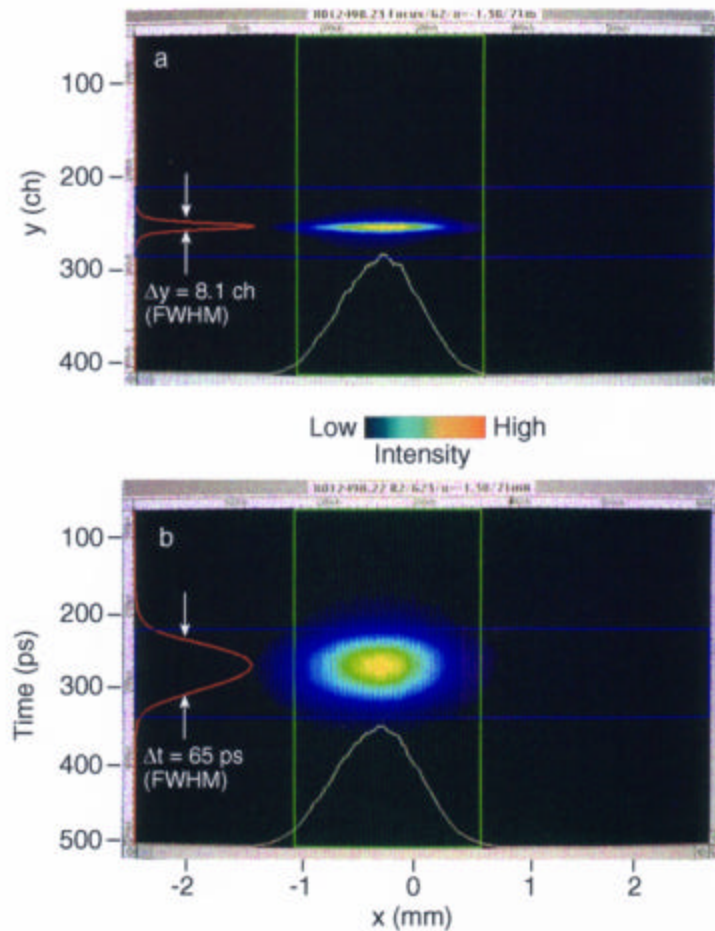 a
100
200
300
400
y (ch)
Δy = 8.1 ch
(FWHM)
Low
High
Intensity
b
100
200
300
400
500
Time (ps)
Δt = 65 ps
(FWHM)
-2
-1
0
1
2
x (mm)